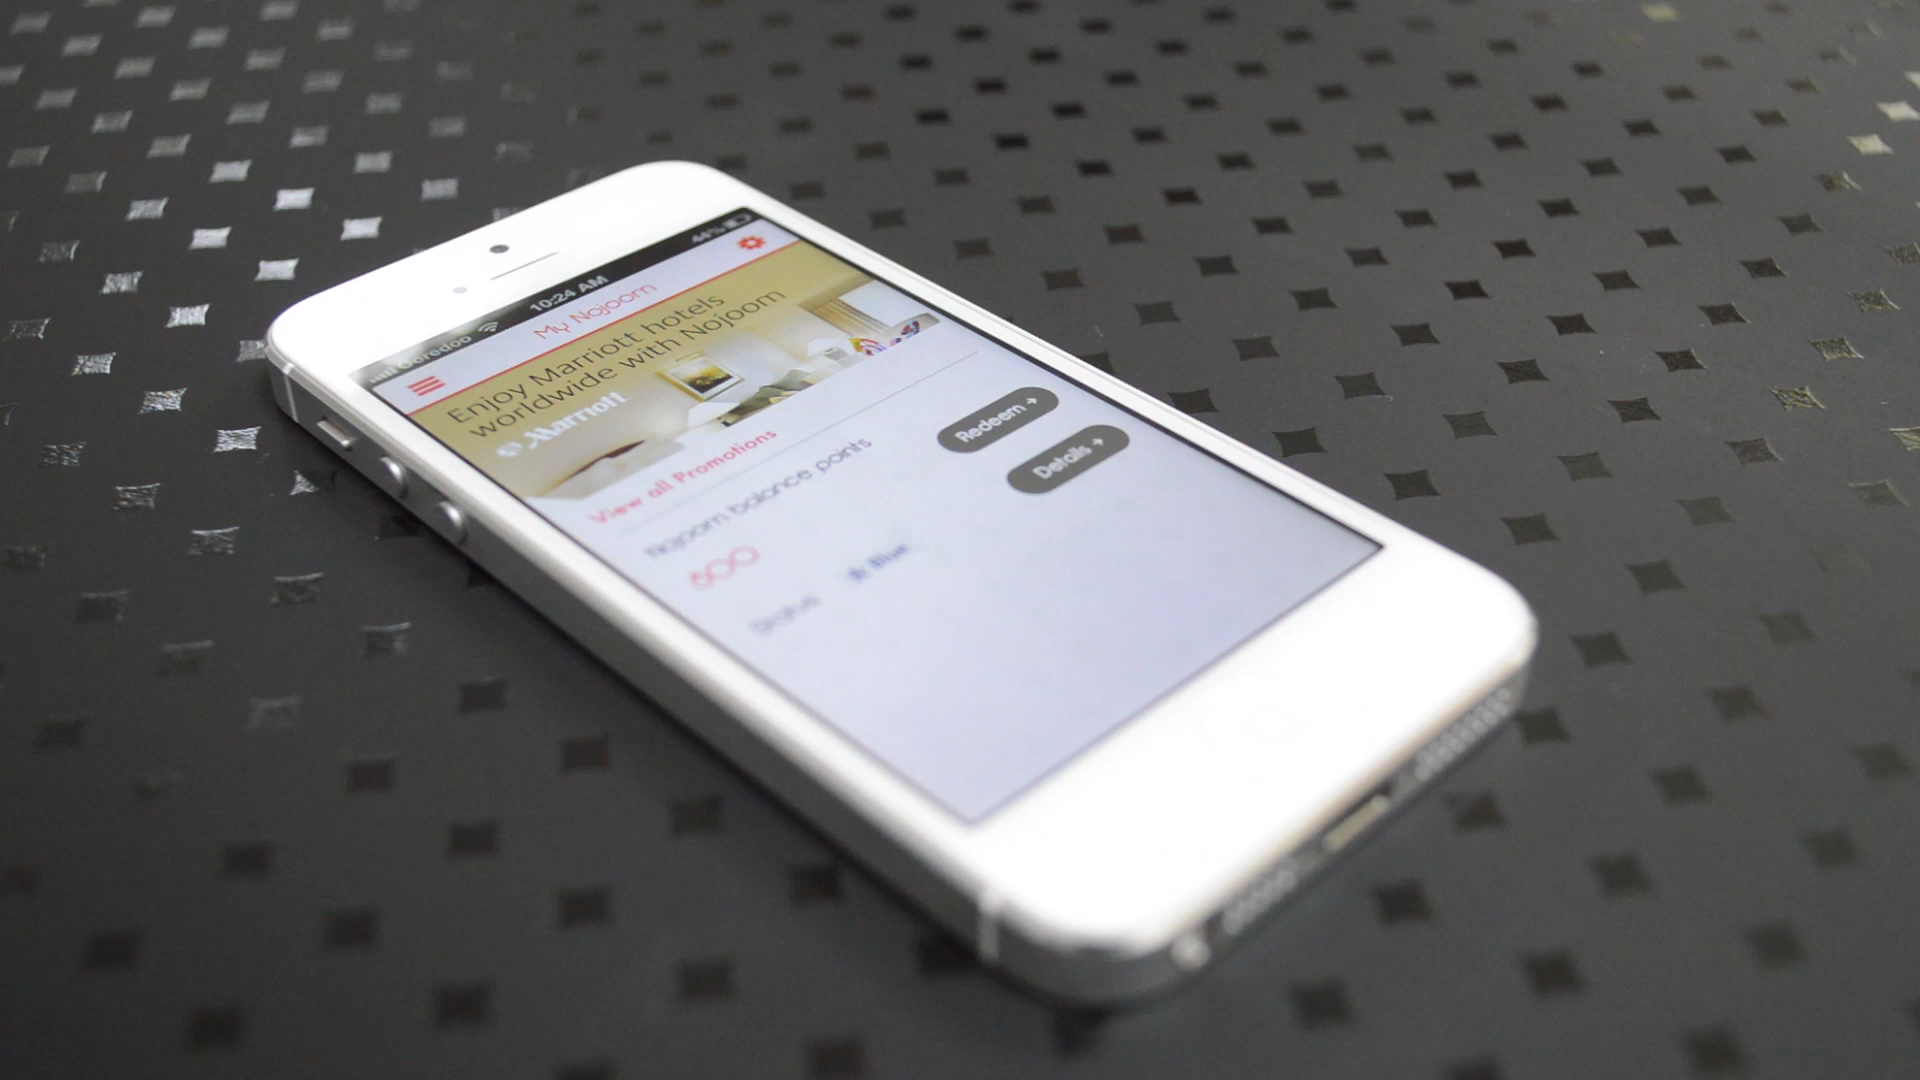 Ooredoo 10:24 AM 44%
My Nojoom
Enjoy Marriott hotels
worldwide with Nojoom
Marriott
View all Promotions
Nojoom balance points
600
Redeem →
Details →
Status Blue